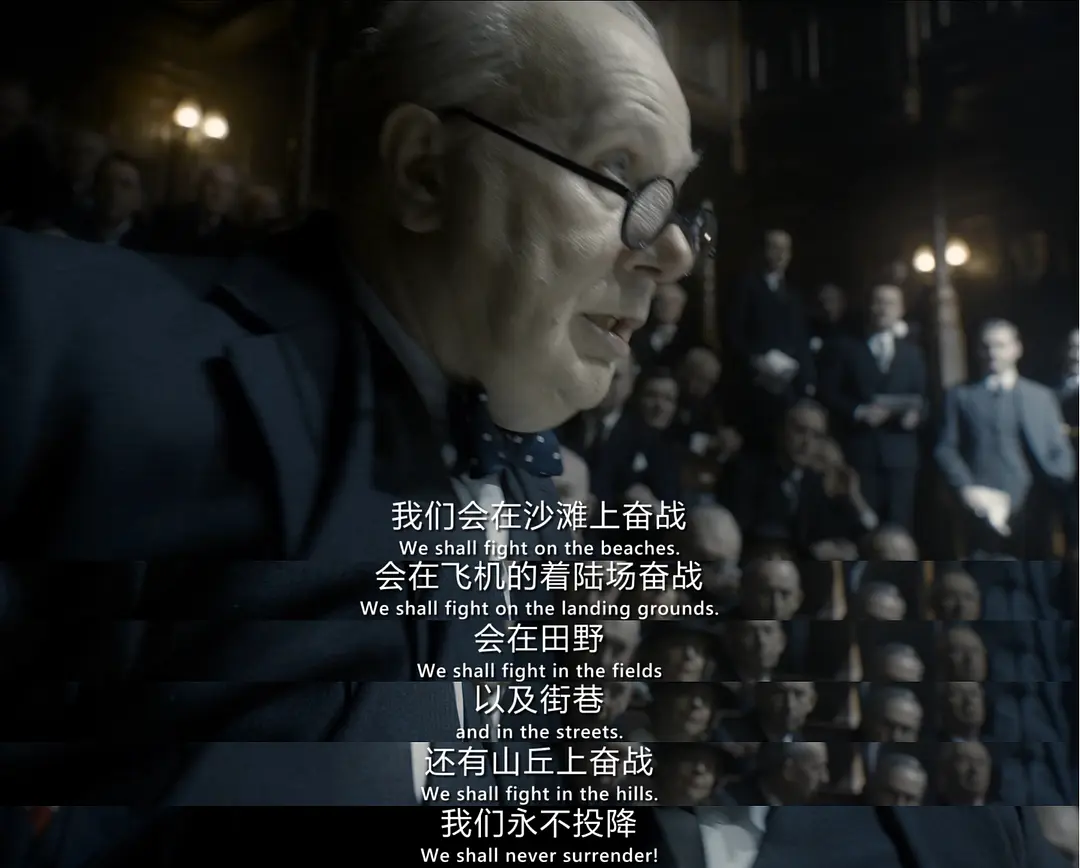 我们会在沙滩上奋战
We shall fight on the beaches.
会在飞机的着陆场奋战
We shall fight on the landing grounds.
会在田野
We shall fight in the fields
以及街巷
and in the streets.
还有山丘上奋战
We shall fight in the hills.
我们永不投降
We shall never surrender!